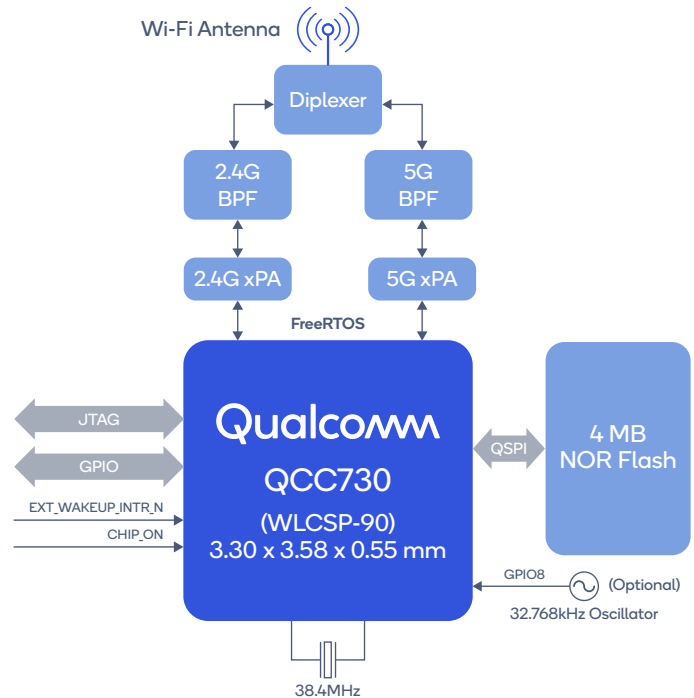 Wi-Fi Antenna
Diplexer
2.4G
BPF
5G
BPF
2.4G xPA
5G xPA
FreeRTOS
JTAG
GPIO
EXT_WAKEUP_INTR_N
CHIP_ON
Qualcomm
QCC730
(WLCSP-90)
3.30 x 3.58 x 0.55 mm
QSPI
4 MB
NOR Flash
GPIO8
(Optional)
32.768kHz Oscillator
38.4MHz